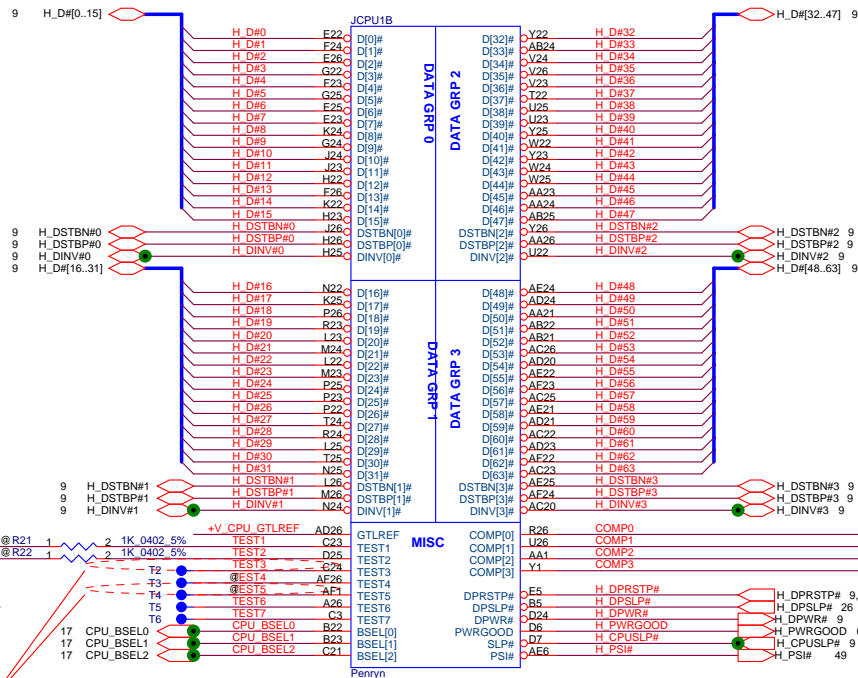 JCPU1B
9 H_D#[0..15] H_D#[32..47] 9
H_D#0 E22 D[0]# D[32]# Y22 H_D#32
H_D#1 F24 D[1]# D[33]# AB24 H_D#33
H_D#2 E26 D[2]# D[34]# V24 H_D#34
H_D#3 G22 D[3]# D[35]# V26 H_D#35
H_D#4 F23 D[4]# D[36]# V23 H_D#36
H_D#5 G25 D[5]# D[37]# T22 H_D#37
H_D#6 E25 D[6]# D[38]# U25 H_D#38
H_D#7 E23 D[7]# D[39]# U23 H_D#39
H_D#8 K24 D[8]# D[40]# Y25 H_D#40
H_D#9 G24 D[9]# D[41]# W22 H_D#41
H_D#10 J24 D[10]# D[42]# Y23 H_D#42
H_D#11 J23 D[11]# D[43]# W24 H_D#43
H_D#12 H22 D[12]# D[44]# W25 H_D#44
H_D#13 F26 D[13]# D[45]# AA23 H_D#45
H_D#14 K22 D[14]# D[46]# AA24 H_D#46
H_D#15 H23 D[15]# D[47]# AB25 H_D#47
DATA GRP 0 DATA GRP 2
9 H_DSTBN#0 H_DSTBN#0 J26 DSTBN[0]# DSTBN[2]# Y26 H_DSTBN#2 H_DSTBN#2 9
9 H_DSTBP#0 H_DSTBP#0 H26 DSTBP[0]# DSTBP[2]# AA26 H_DSTBP#2 H_DSTBP#2 9
9 H_DINV#0 H_DINV#0 H25 DINV[0]# DINV[2]# U22 H_DINV#2 H_DINV#2 9
9 H_D#[16..31] H_D#[48..63] 9
H_D#16 N22 D[16]# D[48]# AE24 H_D#48
H_D#17 K25 D[17]# D[49]# AD24 H_D#49
H_D#18 P26 D[18]# D[50]# AA21 H_D#50
H_D#19 R23 D[19]# D[51]# AB22 H_D#51
H_D#20 L23 D[20]# D[52]# AB21 H_D#52
H_D#21 M24 D[21]# D[53]# AC26 H_D#53
H_D#22 L22 D[22]# D[54]# AD20 H_D#54
H_D#23 M23 D[23]# D[55]# AE22 H_D#55
H_D#24 P25 D[24]# D[56]# AF23 H_D#56
H_D#25 P23 D[25]# D[57]# AC25 H_D#57
H_D#26 P22 D[26]# D[58]# AE21 H_D#58
H_D#27 T24 D[27]# D[59]# AD21 H_D#59
H_D#28 R24 D[28]# D[60]# AC22 H_D#60
H_D#29 L25 D[29]# D[61]# AD23 H_D#61
H_D#30 T25 D[30]# D[62]# AF22 H_D#62
H_D#31 N25 D[31]# D[63]# AC23 H_D#63
DATA GRP 1 DATA GRP 3
9 H_DSTBN#1 H_DSTBN#1 L26 DSTBN[1]# DSTBN[3]# AE25 H_DSTBN#3 H_DSTBN#3 9
9 H_DSTBP#1 H_DSTBP#1 M26 DSTBP[1]# DSTBP[3]# AF24 H_DSTBP#3 H_DSTBP#3 9
9 H_DINV#1 H_DINV#1 N24 DINV[1]# DINV[3]# AC20 H_DINV#3 H_DINV#3 9
MISC
+V_CPU_GTLREF AD26 GTLREF COMP[0] R26 COMP0
@R21 1 2 1K_0402_5% TEST1 C23 TEST1 COMP[1] U26 COMP1
@R22 1 2 1K_0402_5% TEST2 D25 TEST2 COMP[2] AA1 COMP2
T2 TEST3 C24 TEST3 COMP[3] Y1 COMP3
T3 @EST4 AF26 TEST4
T4 @EST5 AF1 TEST5 DPRSTP# E5 H_DPRSTP# H_DPRSTP# 9,
T5 TEST6 A26 TEST6 DPSLP# B5 H_DPSLP# H_DPSLP# 26
T6 TEST7 C3 TEST7 DPWR# D24 H_DPWR# H_DPWR# 9
17 CPU_BSEL0 CPU_BSEL0 B22 BSEL[0] PWRGOOD D6 H_PWRGOOD H_PWRGOOD
17 CPU_BSEL1 CPU_BSEL1 B23 BSEL[1] SLP# D7 H_CPUSLP# H_CPUSLP# 9
17 CPU_BSEL2 CPU_BSEL2 C21 BSEL[2] PSI# AE6 H_PSI# H_PSI# 49
Penryn